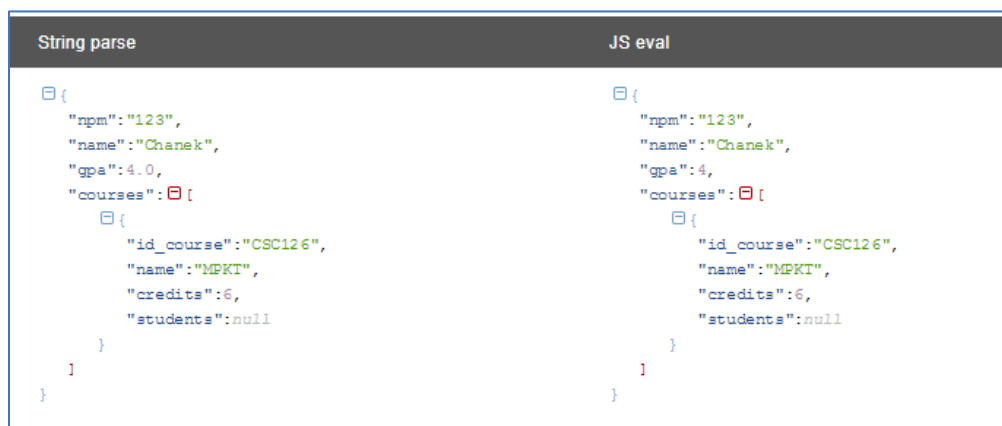 String parse
{
"npm":"123",
"name":"Chanek",
"gpa":4.0,
"courses":[
{
"id_course":"CSC126",
"name":"MPKT",
"credits":6,
"students":null
}
]
}
JS eval
{
"npm":"123",
"name":"Chanek",
"gpa":4,
"courses":[
{
"id_course":"CSC126",
"name":"MPKT",
"credits":6,
"students":null
}
]
}